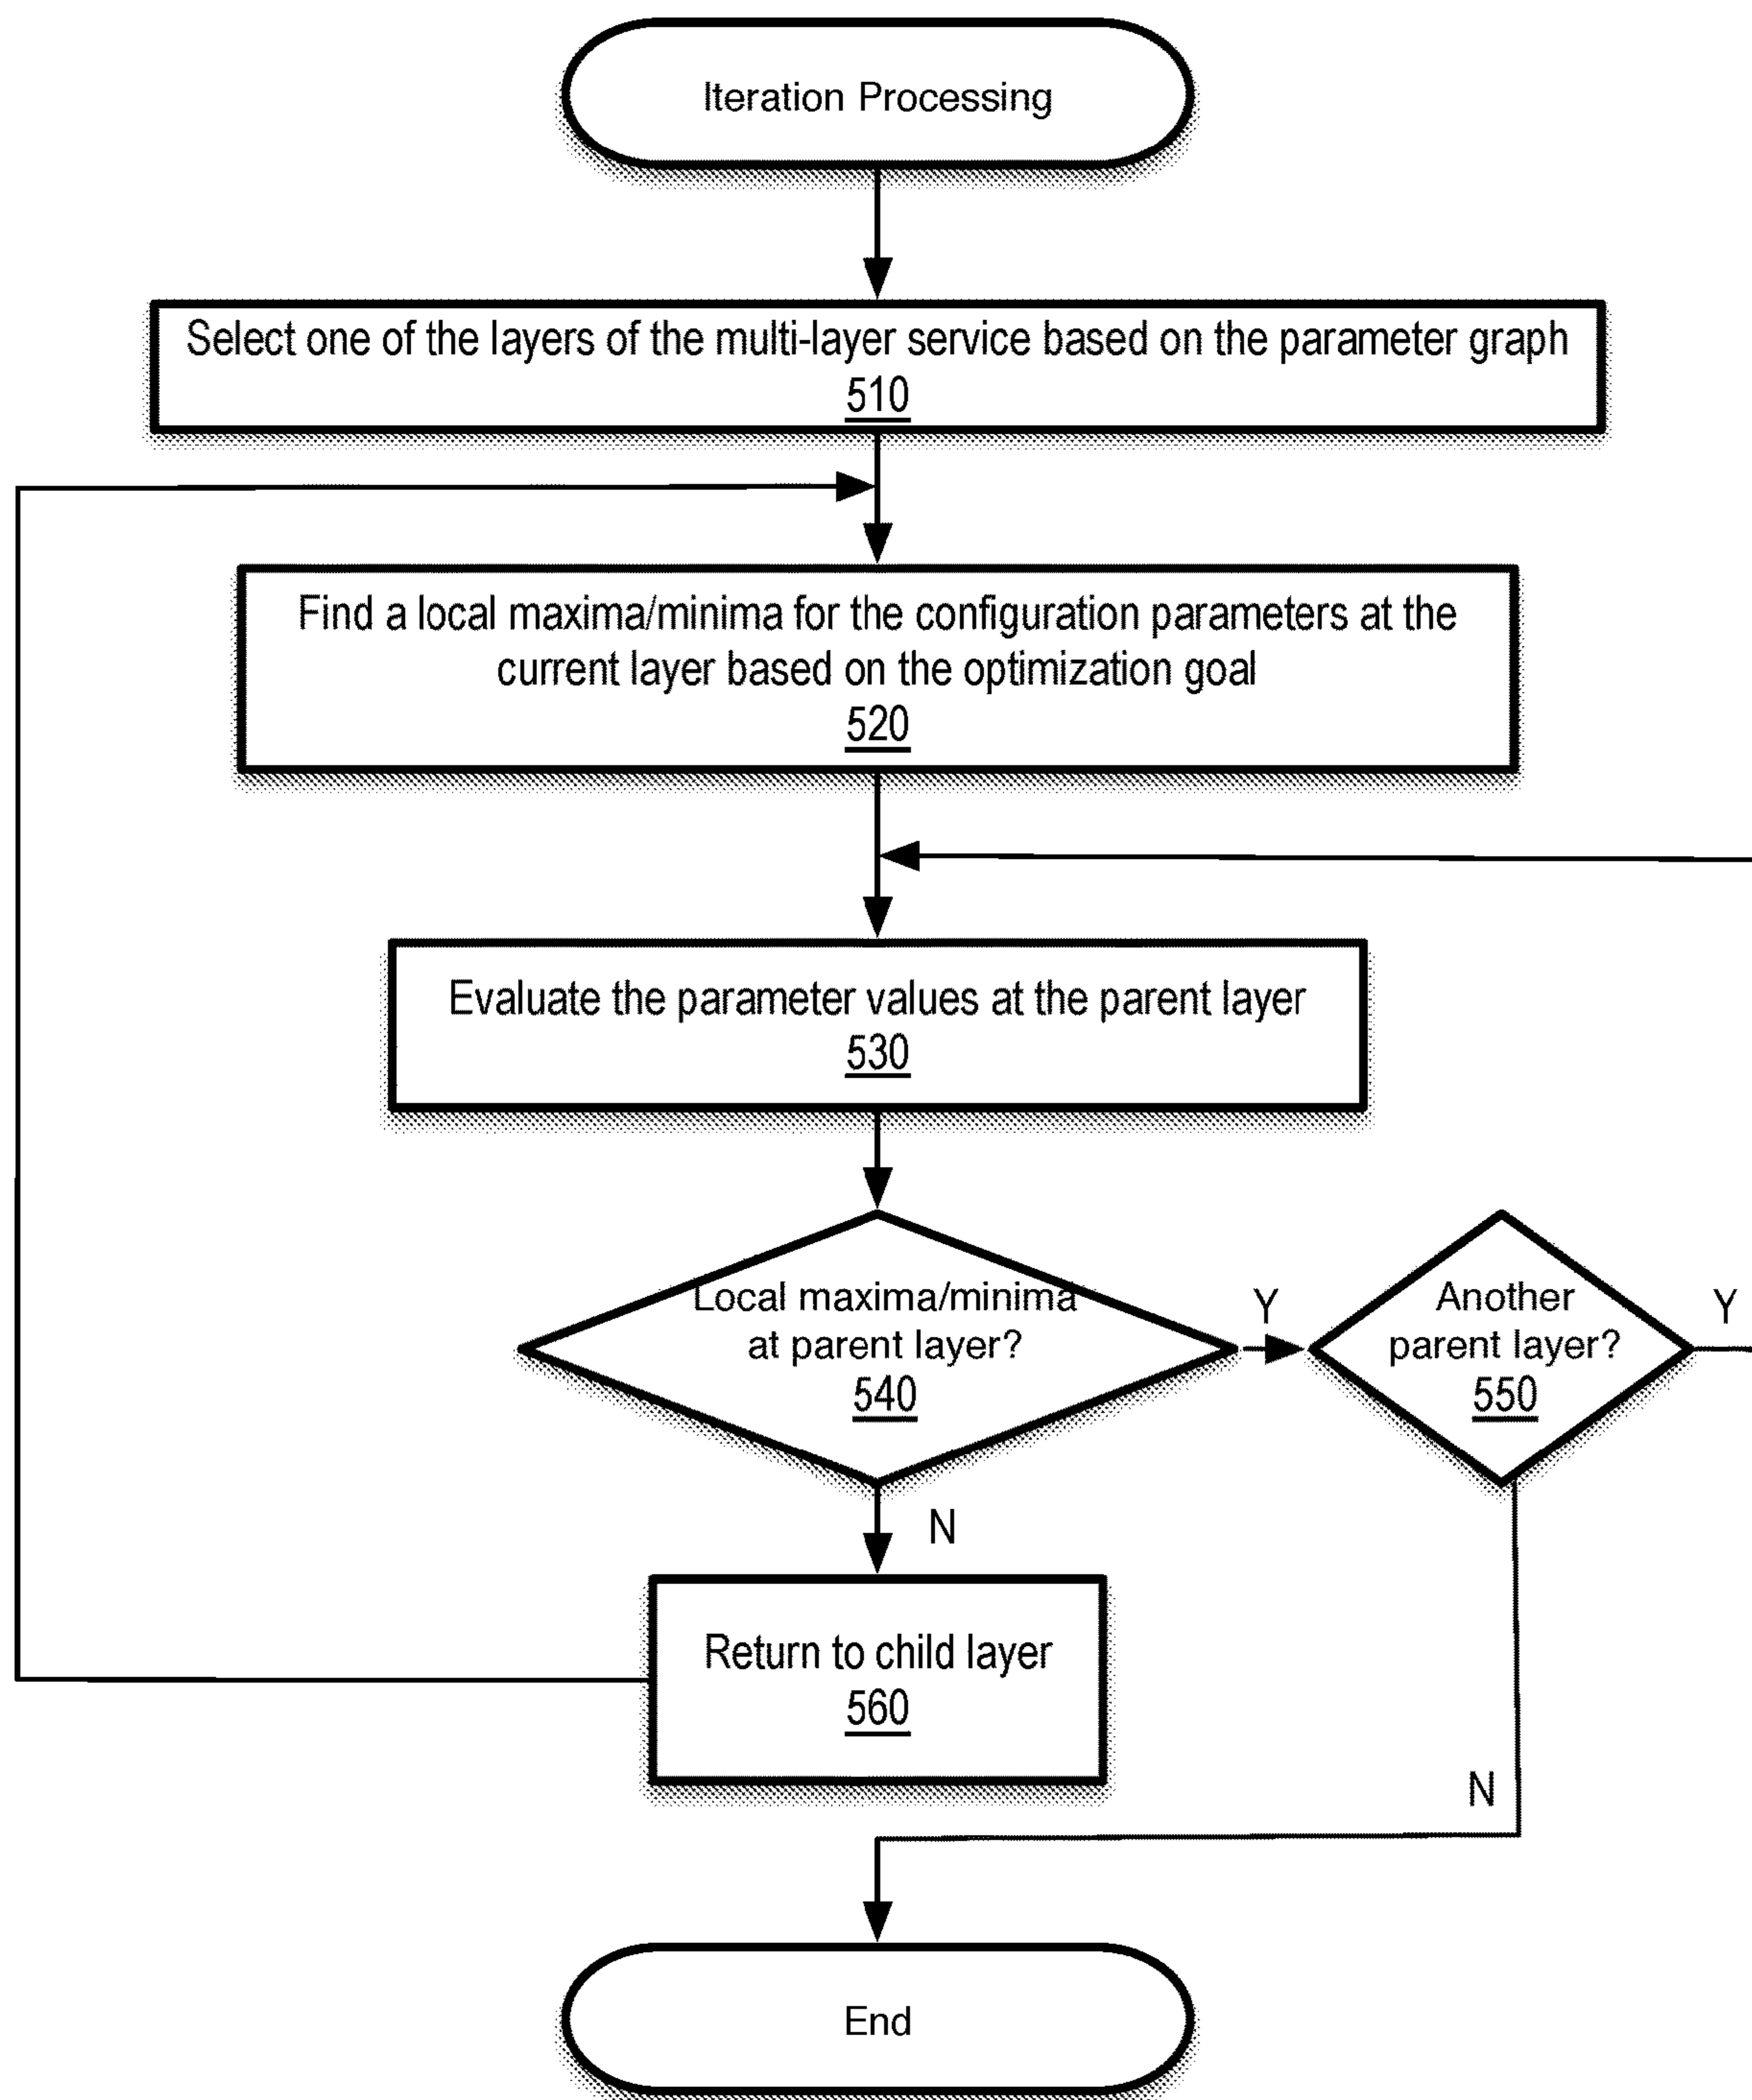 Iteration Processing
Select one of the layers of the multi-layer service based on the parameter graph
510
Find a local maxima/minima for the configuration parameters at the
current layer based on the optimization goal
520
Evaluate the parameter values at the parent layer
530
Local maxima/minima
at parent layer?
540
Y
Another
parent layer?
550
Y
N
Return to child layer
560
N
End